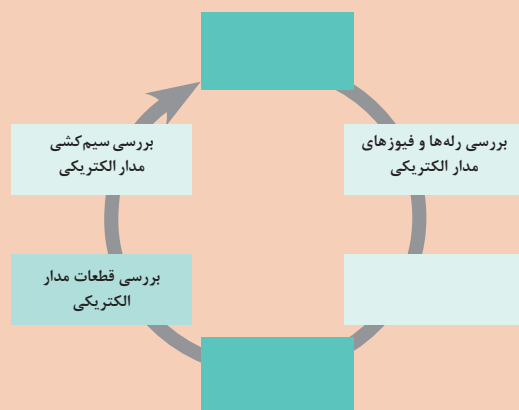 بررسی رله‌ها و فیوزهای
مدار الکتریکی
بررسی سیم‌کشی
مدار الکتریکی
بررسی قطعات مدار
الکتریکی